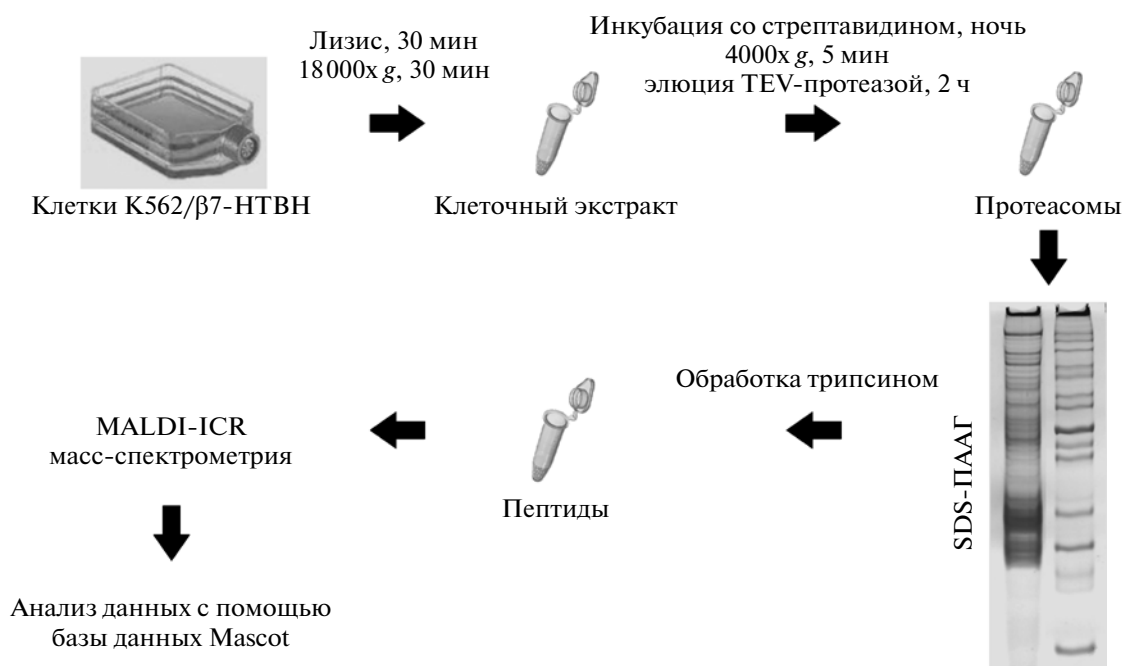 Лизис, 30 мин
18000x g, 30 мин
Инкубация со стрептавидином, ночь
4000x g, 5 мин
элюция TEV-протеазой, 2 ч
Клетки K562/β7-HTBH
Клеточный экстракт
Протеасомы
SDS-ПААГ
Обработка трипсином
Пептиды
MALDI-ICR
масс-спектрометрия
Анализ данных с помощью
базы данных Mascot